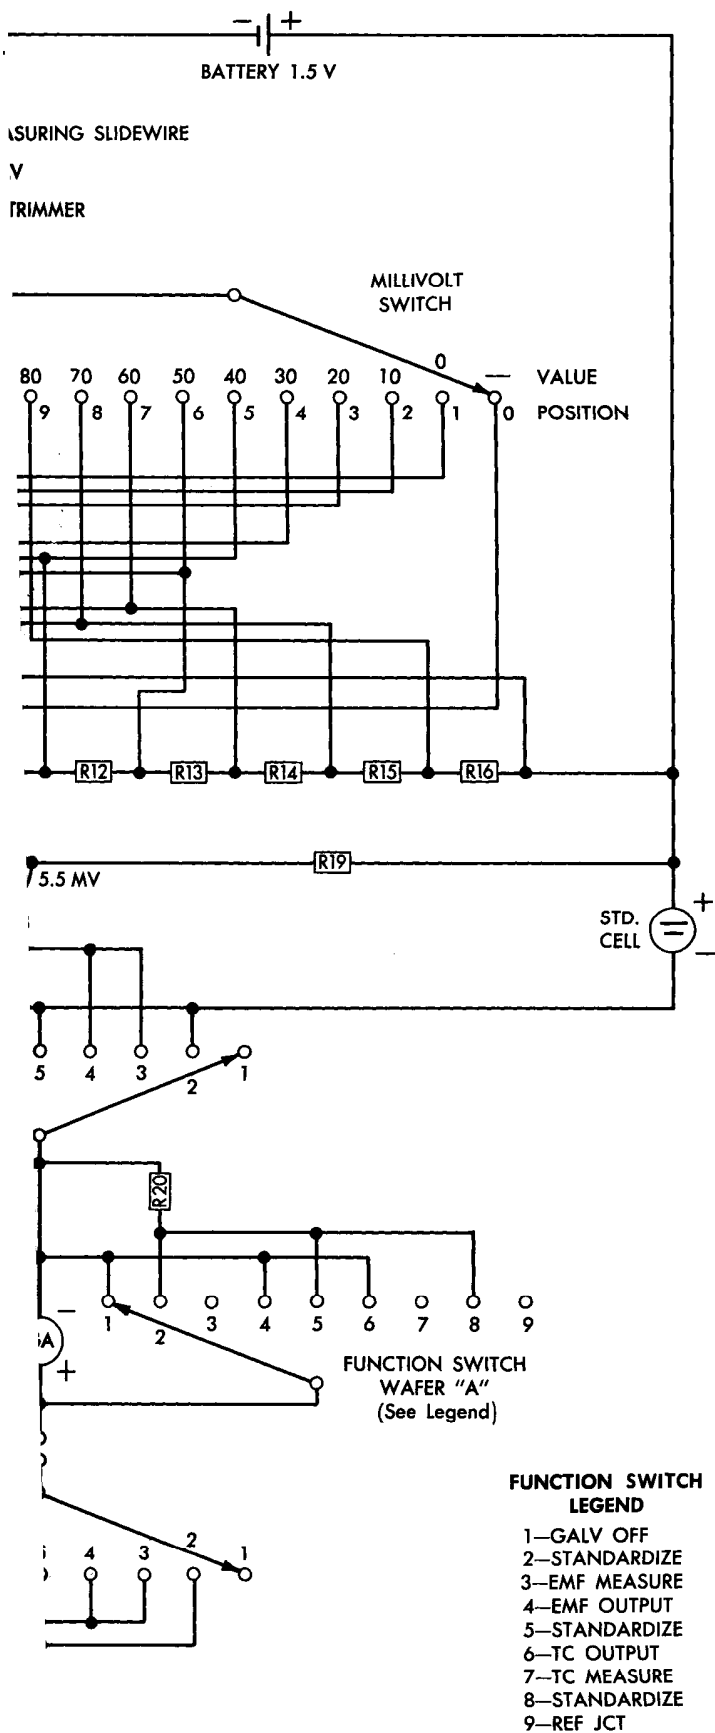 − +
BATTERY 1.5 V
ASURING SLIDEWIRE
V
TRIMMER
MILLIVOLT
SWITCH
80 70 60 50 40 30 20 10 0 — VALUE
9 8 7 6 5 4 3 2 1 0 POSITION
R12 R13 R14 R15 R16
R19
5.5 MV
+
STD.
CELL
−
5 4 3 2 1
R20
−
1 2 3 4 5 6 7 8 9
GA
+
FUNCTION SWITCH
WAFER "A"
(See Legend)
4 3 2 1
FUNCTION SWITCH
LEGEND
1—GALV OFF
2—STANDARDIZE
3—EMF MEASURE
4—EMF OUTPUT
5—STANDARDIZE
6—TC OUTPUT
7—TC MEASURE
8—STANDARDIZE
9—REF JCT